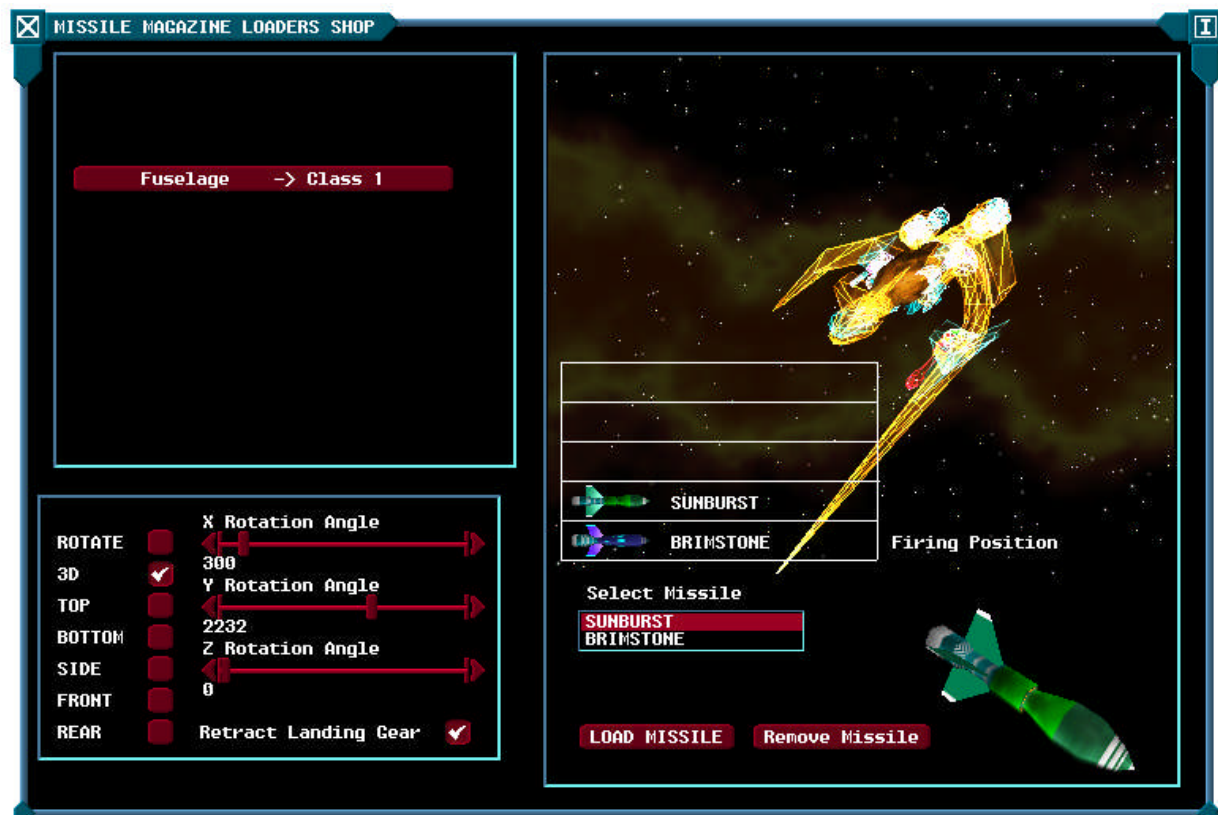 MISSILE MAGAZINE LOADERS SHOP
I
Fuselage -> Class 1
SUNBURST
BRIMSTONE
Firing Position
Select Missile
SUNBURST
BRIMSTONE
LOAD MISSILE
Remove Missile
ROTATE
3D
TOP
BOTTOM
SIDE
FRONT
REAR
X Rotation Angle
300
Y Rotation Angle
2232
Z Rotation Angle
0
Retract Landing Gear